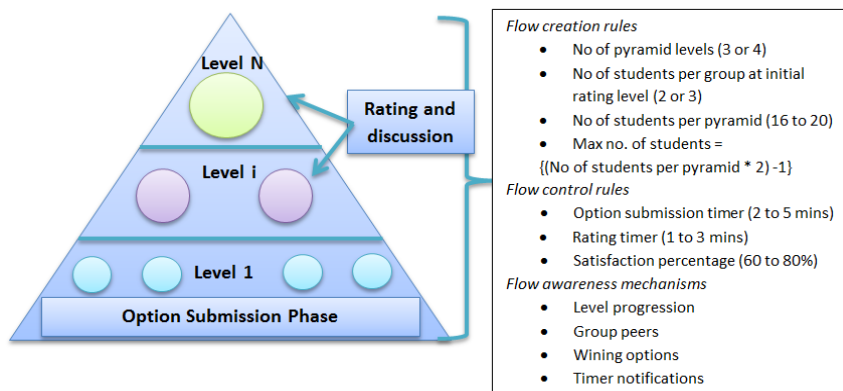 Level N
Rating and
discussion
Level i
Level 1
Option Submission Phase
Flow creation rules
• No of pyramid levels (3 or 4)
• No of students per group at initial
rating level (2 or 3)
• No of students per pyramid (16 to 20)
• Max no. of students =
{(No of students per pyramid * 2) -1}
Flow control rules
• Option submission timer (2 to 5 mins)
• Rating timer (1 to 3 mins)
• Satisfaction percentage (60 to 80%)
Flow awareness mechanisms
• Level progression
• Group peers
• Wining options
• Timer notifications